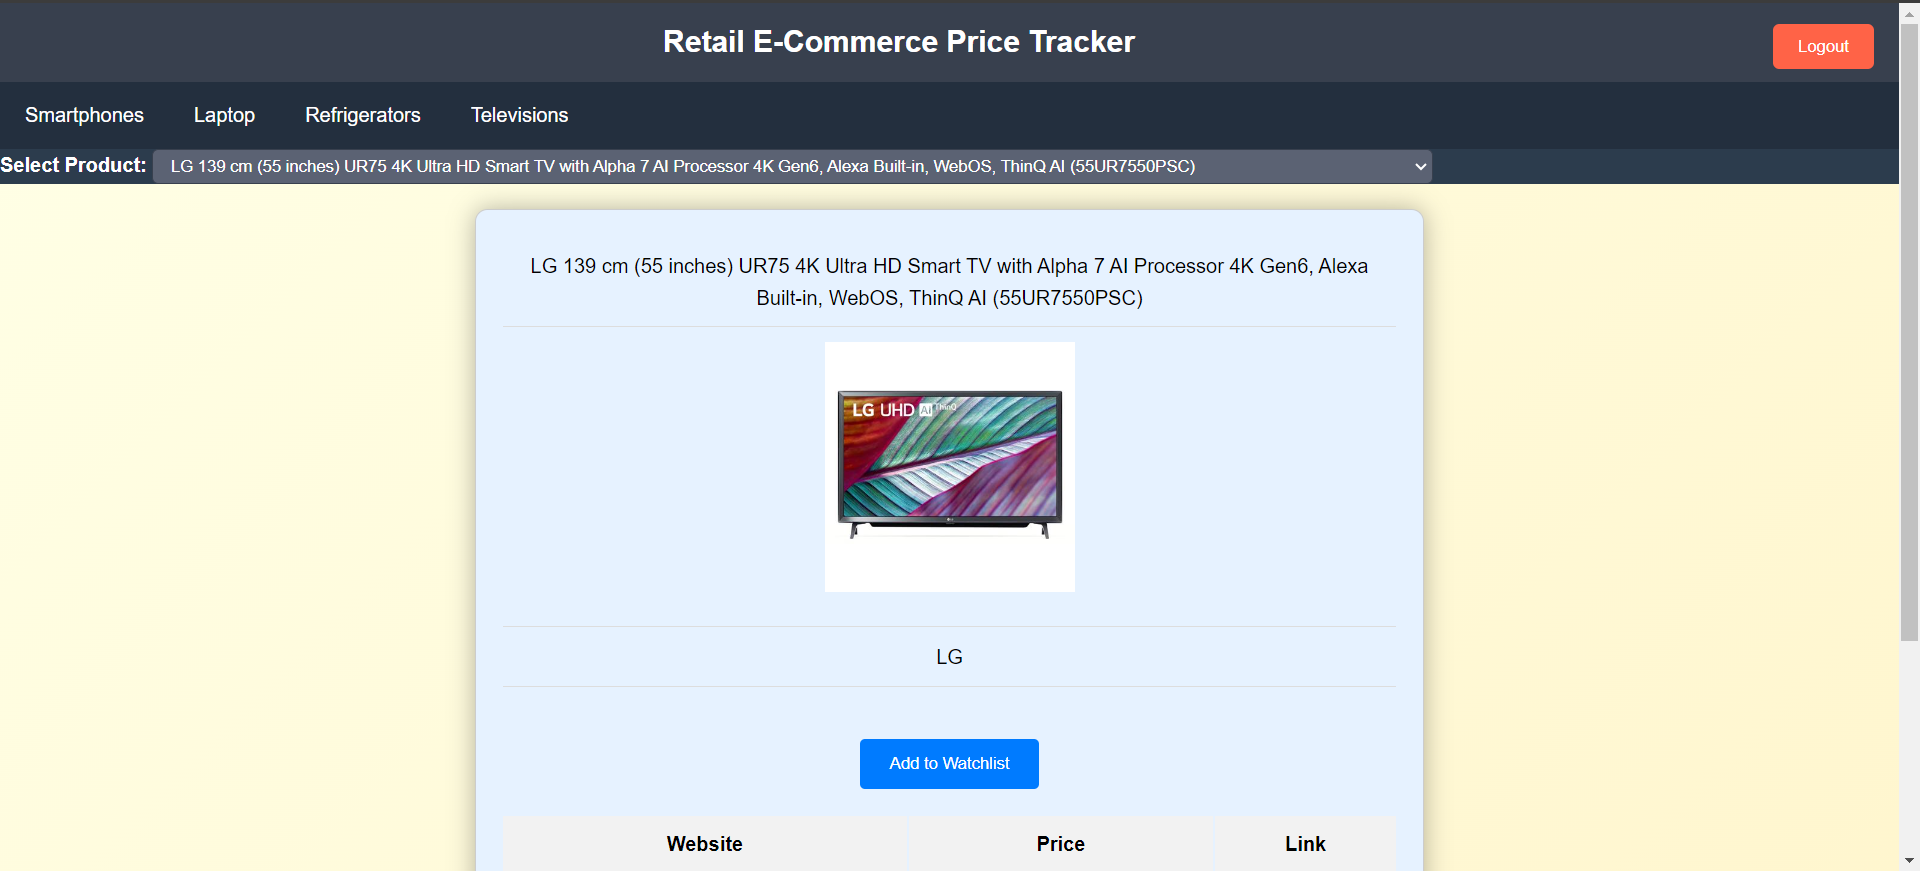 Retail E-Commerce Price Tracker
Logout
Smartphones Laptop Refrigerators Televisions
Select Product: LG 139 cm (55 inches) UR75 4K Ultra HD Smart TV with Alpha 7 AI Processor 4K Gen6, Alexa Built-in, WebOS, ThinQ AI (55UR7550PSC)
LG 139 cm (55 inches) UR75 4K Ultra HD Smart TV with Alpha 7 AI Processor 4K Gen6, Alexa
Built-in, WebOS, ThinQ AI (55UR7550PSC)
LG UHD AI ThinQ
LG
Add to Watchlist
Website Price Link